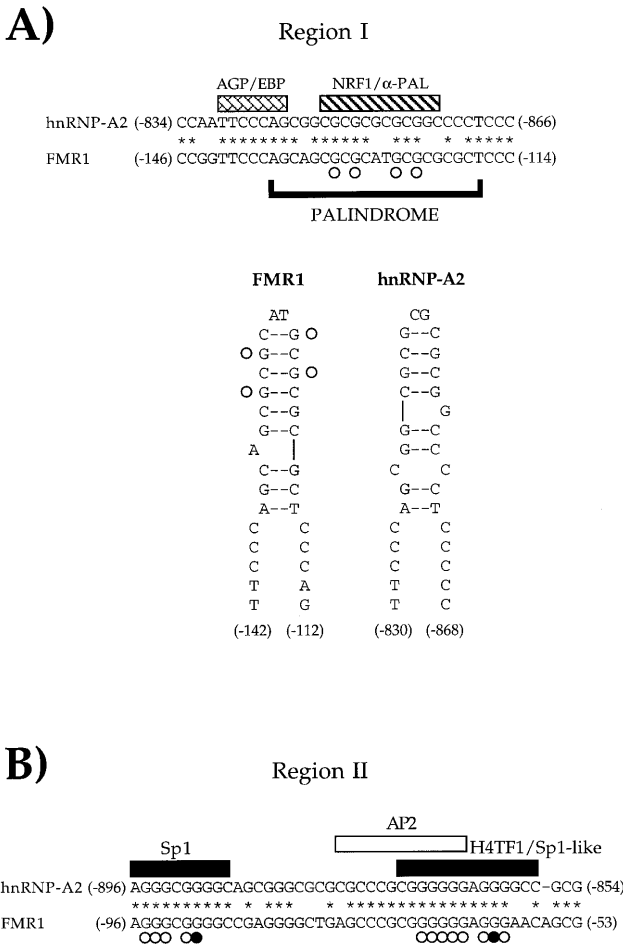 A)
Region I
AGP/EBP NRF1/α-PAL
hnRNP-A2 (-834) CCAATTCCCAGCGGCGCGCGCGCGGCCCCTCCC (-866)
** ******** ****** *** * ****
FMR1 (-146) CCGGTTCCCAGCAGCGCGCATGCGCGCGCTCCC (-114)
PALINDROME
FMR1 hnRNP-A2
AT CG
C--G G--C
G--C C--G
C--G G--C
G--C C--G
C--G | G
G--C G--C
A | G--C
C--G C C
G--C G--C
A--T A--T
C C C C
C C C C
C C C C
T A T C
T G T C
(-142) (-112) (-830) (-868)
B)
Region II
AP2
Sp1 H4TF1/Sp1-like
hnRNP-A2 (-896) AGGGCGGGGCAGCGGGCGCGCGCGCCCGCGGGGGGAGGGGCC-GCG (-854)
FMR1 (-96) AGGGCGGGGCCGAGGGGCTGAGCCCGCGGGGGGAGGGAACAGCG (-53)